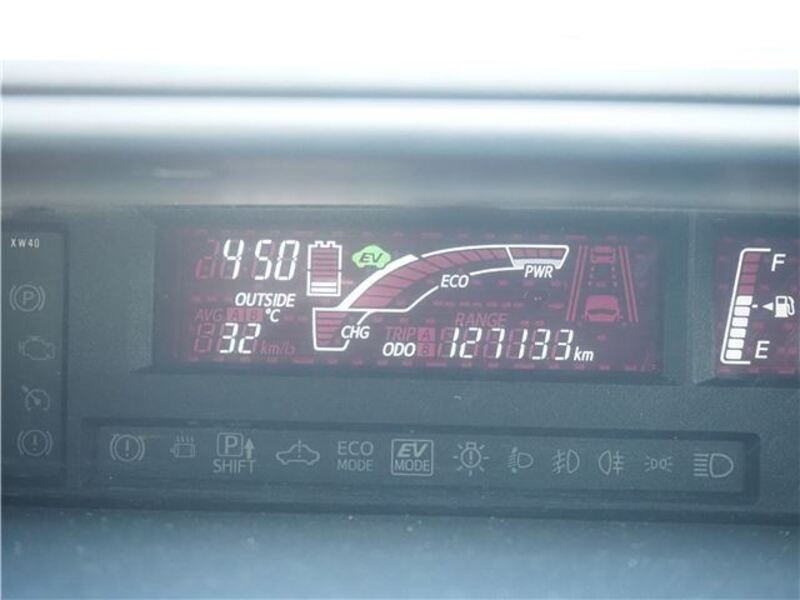 XW40
450
EV
OUTSIDE
AVG A B °C
32 km/L
CHG
ECO
PWR
RANGE
TRIP A
ODO B 127133 km
F
E
P
P SHIFT
ECO MODE
EV MODE